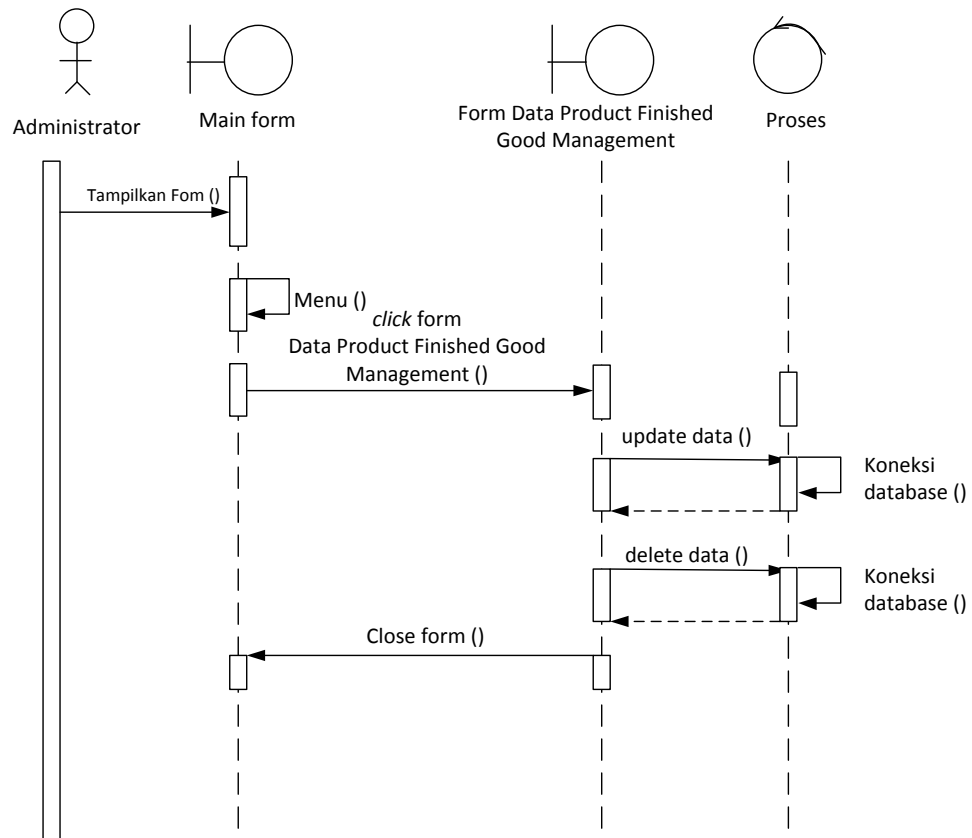 Administrator
Main form
Form Data Product Finished
Good Management
Proses
Tampilkan Fom ()
Menu ()
click form
Data Product Finished Good
Management ()
update data ()
Koneksi
database ()
delete data ()
Koneksi
database ()
Close form ()